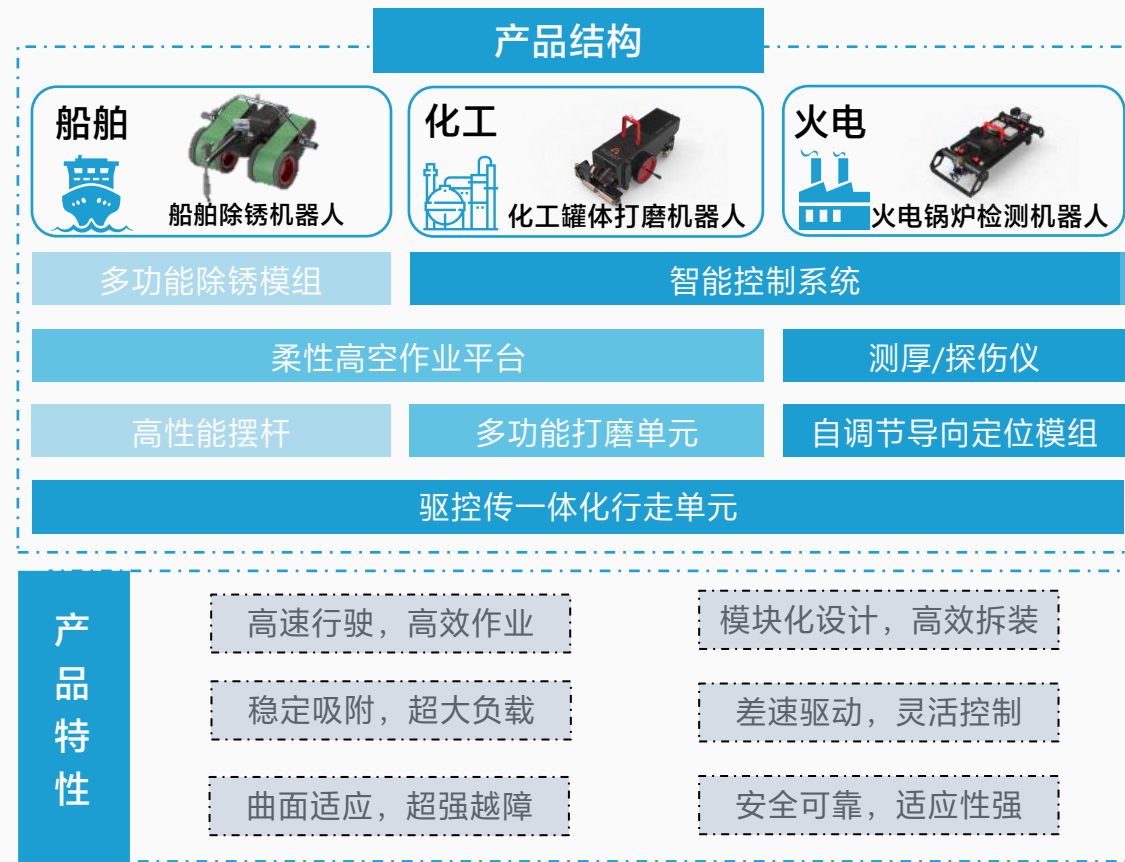 产品结构
船舶
船舶除锈机器人
化工
化工罐体打磨机器人
火电
火电锅炉检测机器人
多功能除锈模组
智能控制系统
柔性高空作业平台
测厚/探伤仪
高性能摆杆
多功能打磨单元
自调节导向定位模组
驱控传一体化行走单元
产品特性
高速行驶，高效作业
模块化设计，高效拆装
稳定吸附，超大负载
差速驱动，灵活控制
曲面适应，超强越障
安全可靠，适应性强